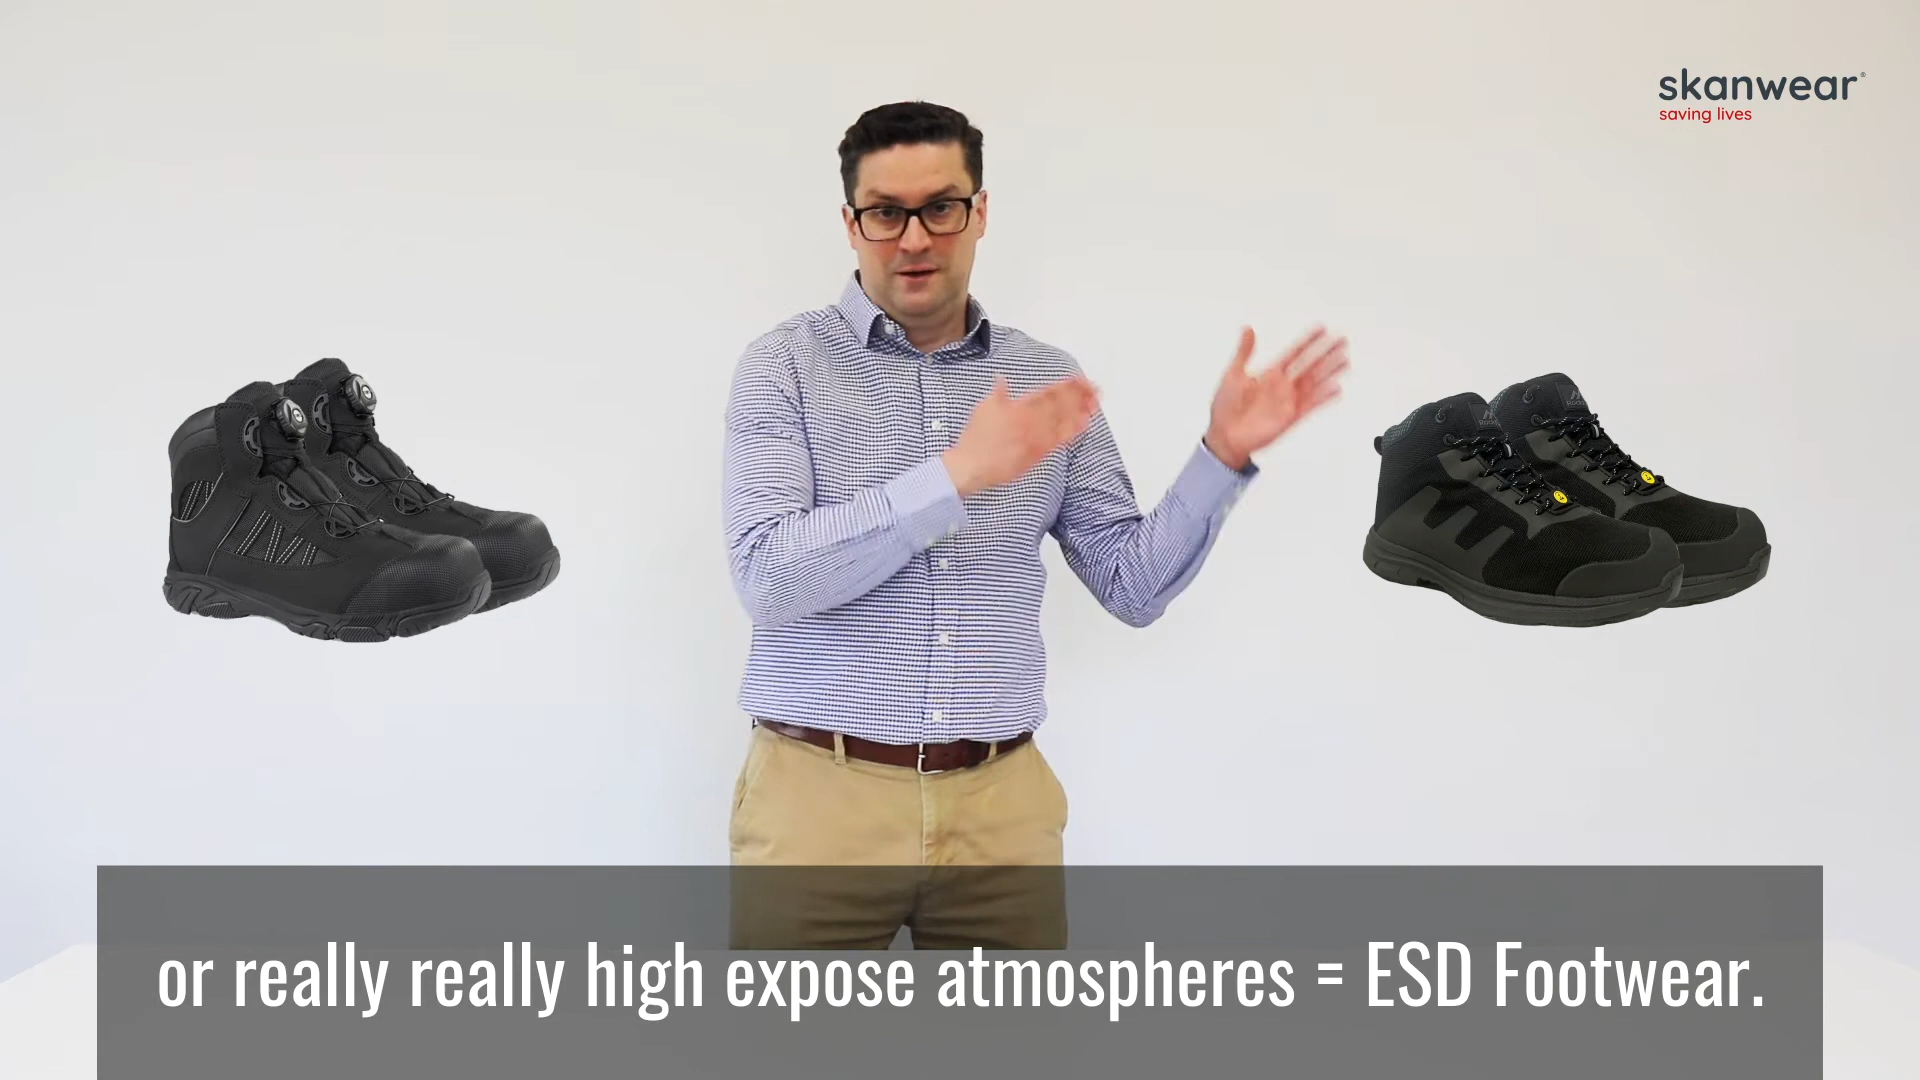 skanwear®
saving lives
or really really high expose atmospheres = ESD Footwear.